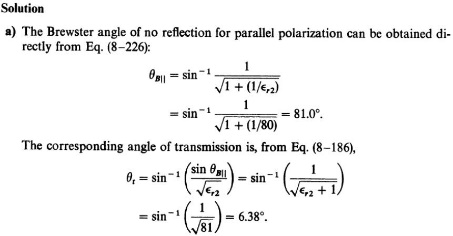 Solution
a) The Brewster angle of no reflection for parallel polarization can be obtained di-
rectly from Eq. (8–226):
θ_B|| = sin⁻¹ 1/√(1 + (1/ϵ_r2))
= sin⁻¹ 1/√(1 + (1/80)) = 81.0°.
The corresponding angle of transmission is, from Eq. (8–186),
θ_t = sin⁻¹ (sin θ_B|| / √ϵ_r2) = sin⁻¹ (1/√(ϵ_r2 + 1))
= sin⁻¹ (1/√81) = 6.38°.